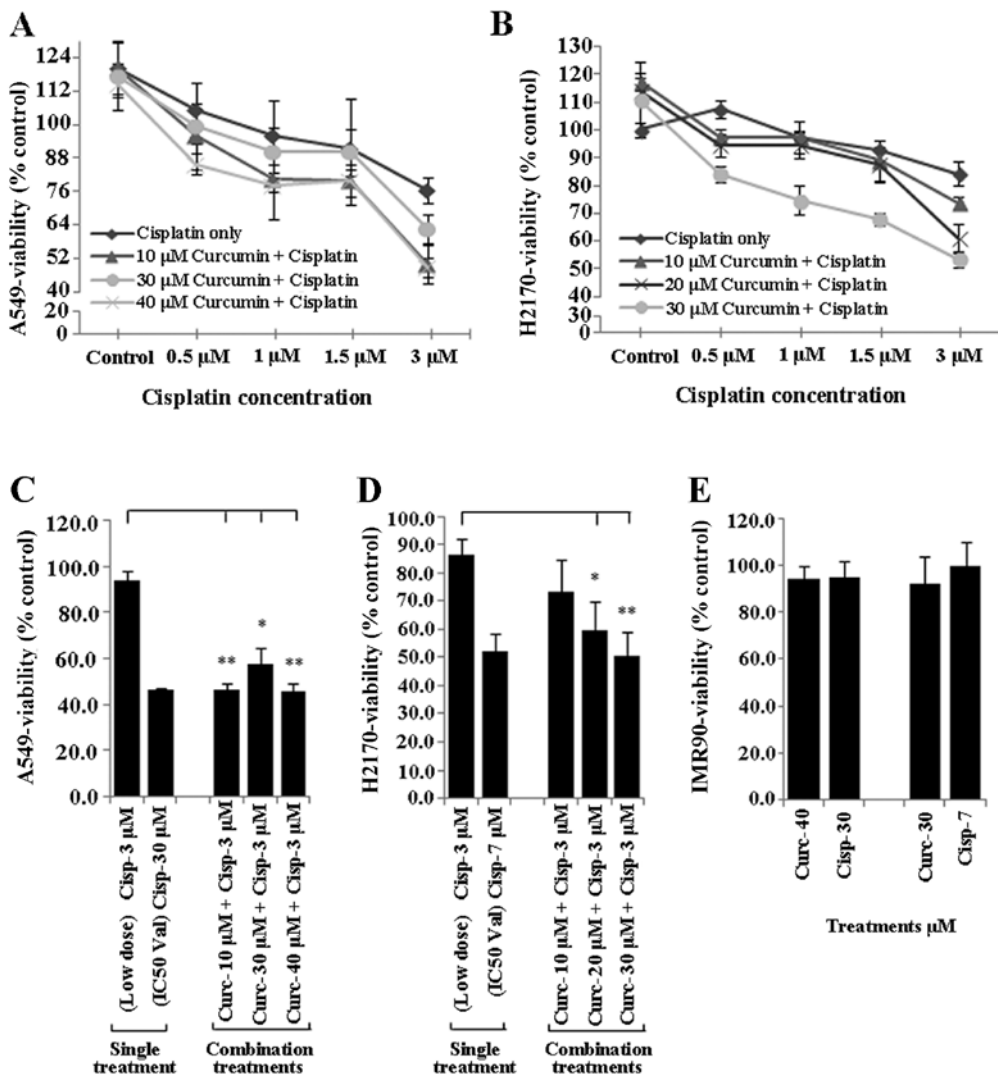 A
A549-viability (% control)
124
112
100
88
76
64
52
40
20
0
Cisplatin only
10 μM Curcumin + Cisplatin
30 μM Curcumin + Cisplatin
40 μM Curcumin + Cisplatin
Control 0.5 μM 1 μM 1.5 μM 3 μM
Cisplatin concentration
B
H2170-viability (% control)
130
120
110
100
90
80
70
60
50
40
30
0
Cisplatin only
10 μM Curcumin + Cisplatin
20 μM Curcumin + Cisplatin
30 μM Curcumin + Cisplatin
Control 0.5 μM 1 μM 1.5 μM 3 μM
Cisplatin concentration
C
A549-viability (% control)
120.0
100.0
80.0
60.0
40.0
20.0
0.0
**
*
**
(Low dose) Cisp-3 μM
(IC50 Val) Cisp-30 μM
Curc-10 μM + Cisp-3 μM
Curc-30 μM + Cisp-3 μM
Curc-40 μM + Cisp-3 μM
Single
treatment
Combination
treatments
D
H2170-viability (% control)
100.0
90.0
80.0
70.0
60.0
50.0
40.0
30.0
20.0
10.0
0.0
*
**
(Low dose) Cisp-3 μM
(IC50 Val) Cisp-7 μM
Curc-10 μM + Cisp-3 μM
Curc-20 μM + Cisp-3 μM
Curc-30 μM + Cisp-3 μM
Single
treatment
Combination
treatments
E
IMR90-viability (% control)
120.0
100.0
80.0
60.0
40.0
20.0
0.0
Curc-40
Cisp-30
Curc-30
Cisp-7
Treatments μM